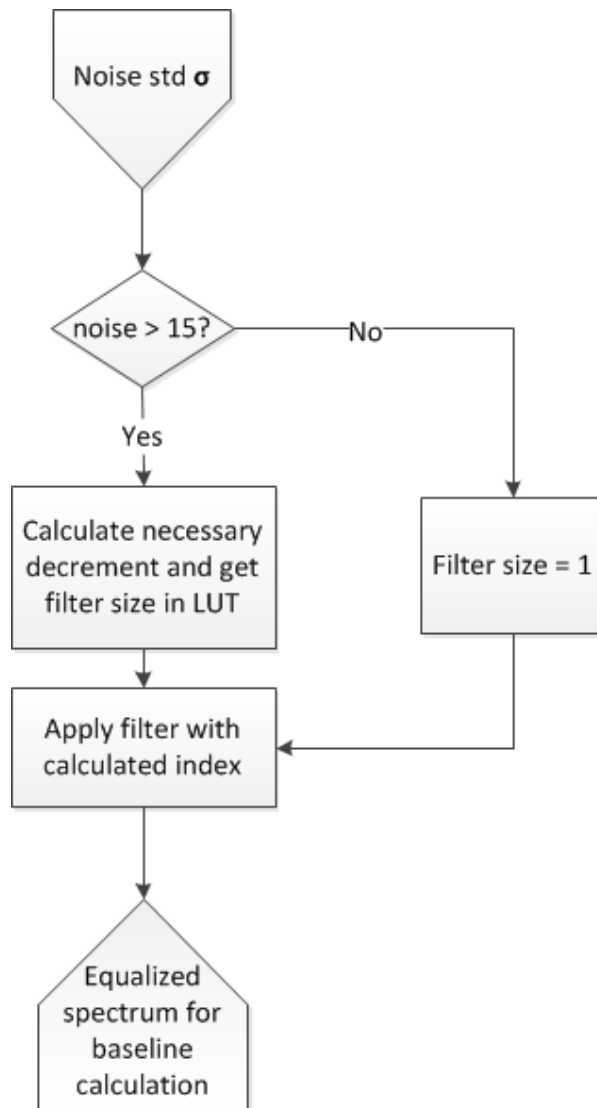 Noise std σ
noise > 15?
No
Yes
Calculate necessary
decrement and get
filter size in LUT
Filter size = 1
Apply filter with
calculated index
Equalized
spectrum for
baseline
calculation